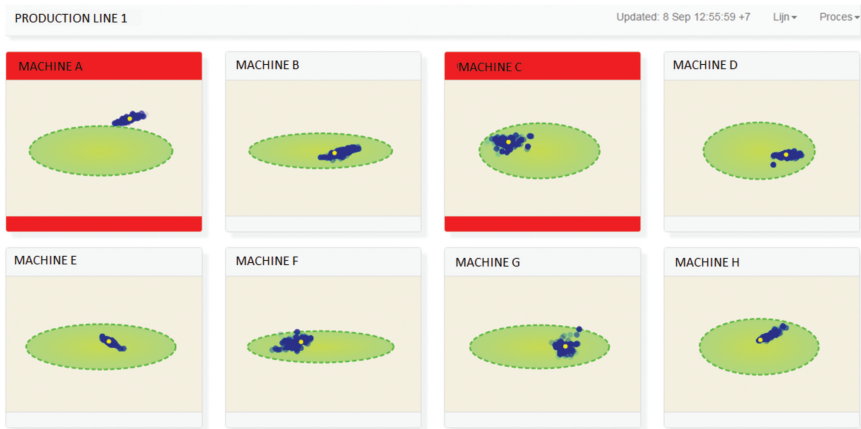 PRODUCTION LINE 1
Updated: 8 Sep 12:55:59 +7 Lijn Proces
MACHINE A
MACHINE B
MACHINE C
MACHINE D
MACHINE E
MACHINE F
MACHINE G
MACHINE H